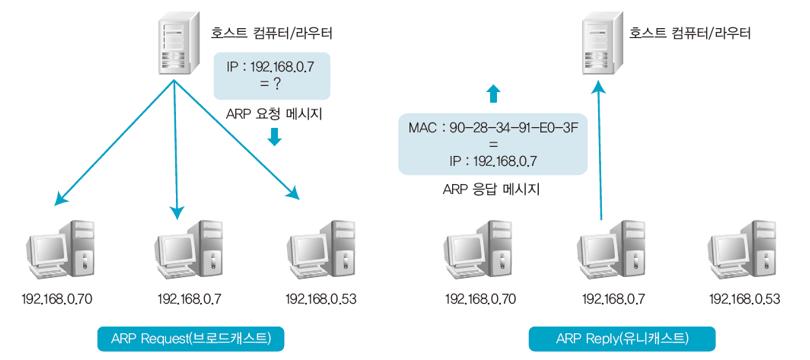 호스트 컴퓨터/라우터
IP : 192.168.0.7
= ?
ARP 요청 메시지
192.168.0.70
192.168.0.7
192.168.0.53
ARP Request(브로드캐스트)
호스트 컴퓨터/라우터
MAC : 90-28-34-91-E0-3F
=
IP : 192.168.0.7
ARP 응답 메시지
192.168.0.70
192.168.0.7
192.168.0.53
ARP Reply(유니캐스트)